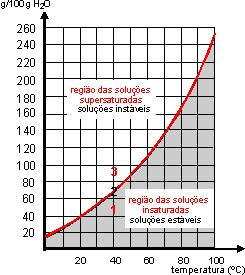 g/100g H₂O
260
240
220
200
180
160
140
120
100
80
60
40
20
região das soluções
supersaturadas
soluções instáveis
3
2
1
região das soluções
insaturadas
soluções estáveis
20 40 60 80 100
temperatura (ºC)